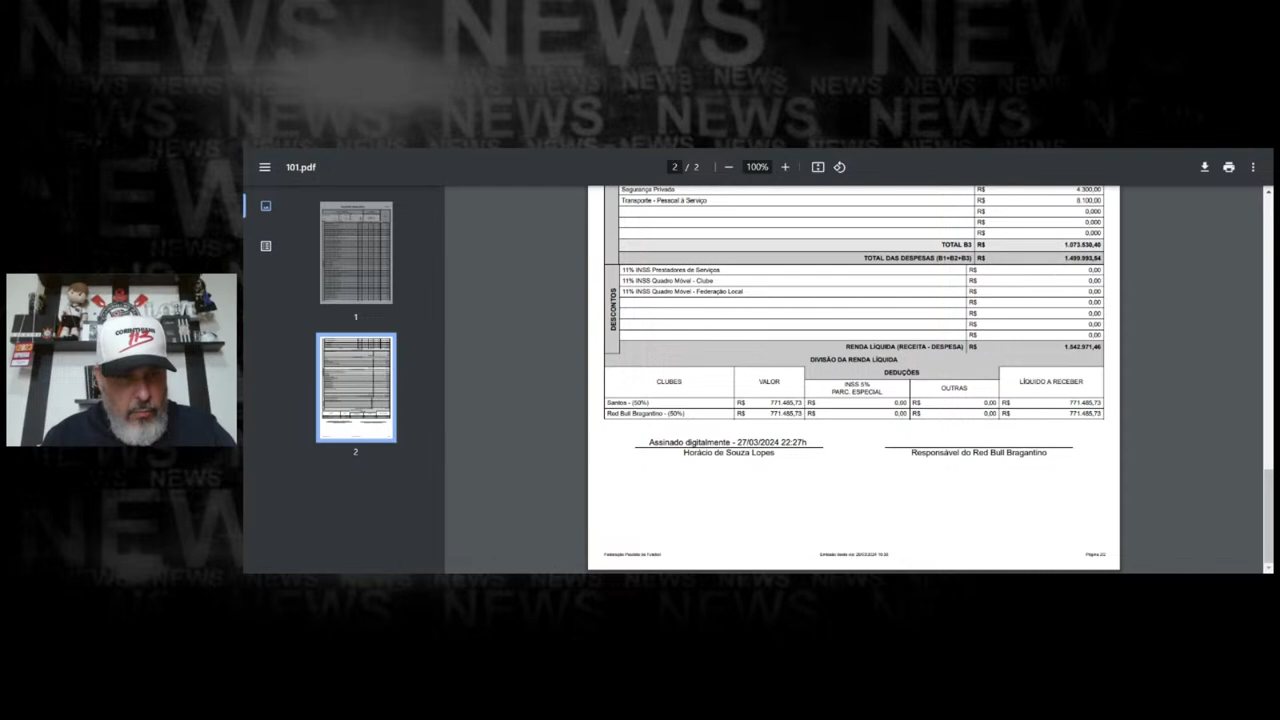 NEWS
101.pdf
2 / 2
100%
1
2
Segurança Privada R$ 4.300,00
Transporte - Pessoal à Serviço R$ 8.100,00
R$ 0,000
R$ 0,000
R$ 0,000
TOTAL B3 R$ 1.073.530,40
TOTAL DAS DESPESAS (B1+B2+B3) R$ 1.499.993,54
DESCONTOS
11% INSS Prestadores de Serviços R$ 0,00
11% INSS Quadro Móvel - Clube R$ 0,00
11% INSS Quadro Móvel - Federação Local R$ 0,00
R$ 0,00
R$ 0,00
R$ 0,00
R$ 0,00
RENDA LÍQUIDA (RECEITA - DESPESA) R$ 1.542.971,46
DIVISÃO DA RENDA LÍQUIDA
CLUBES VALOR DEDUÇÕES LÍQUIDO A RECEBER
INSS 5% PARC. ESPECIAL OUTRAS
Santos - (50%) R$ 771.485,73 R$ 0,00 R$ 0,00 R$ 771.485,73
Red Bull Bragantino - (50%) R$ 771.485,73 R$ 0,00 R$ 0,00 R$ 771.485,73
Assinado digitalmente - 27/03/2024 22:27h
Horácio de Souza Lopes
Responsável do Red Bull Bragantino
Federação Paulista de Futebol
Página 2/2
CORINTHIANS
113